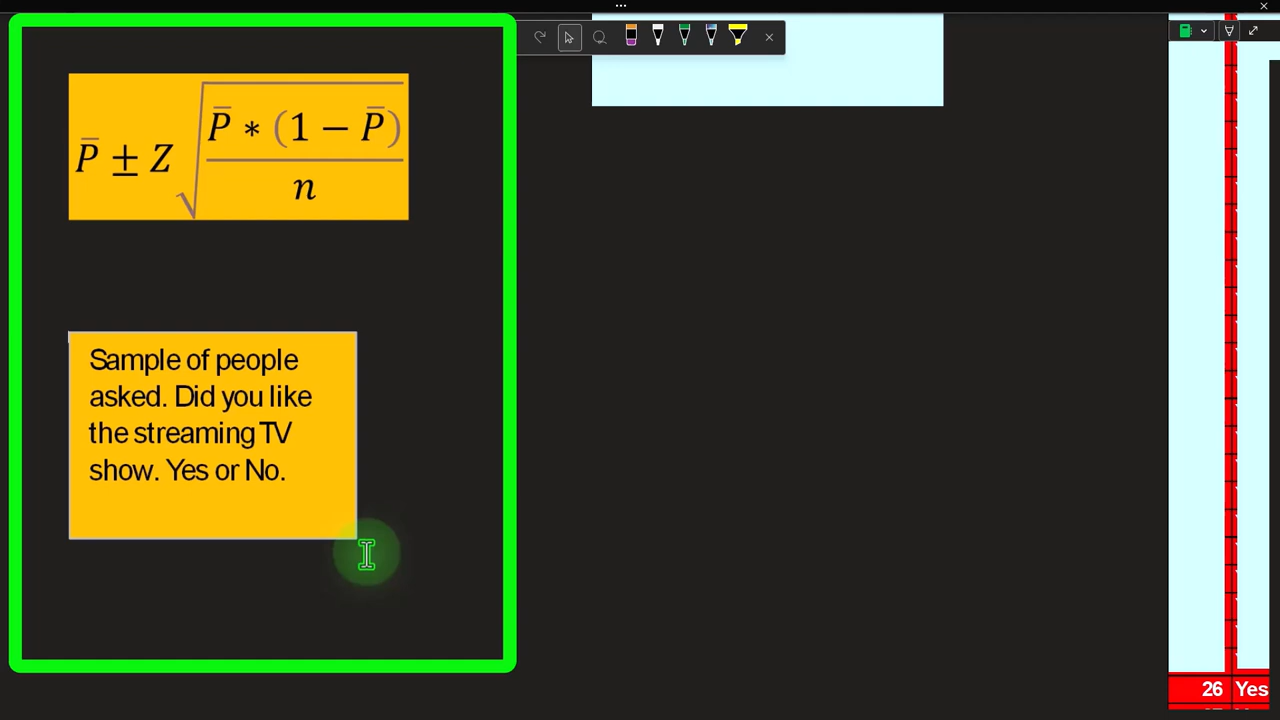 P̄ ± Z √(P̄ * (1 − P̄) / n)
Sample of people
asked. Did you like
the streaming TV
show. Yes or No.
26 Yes